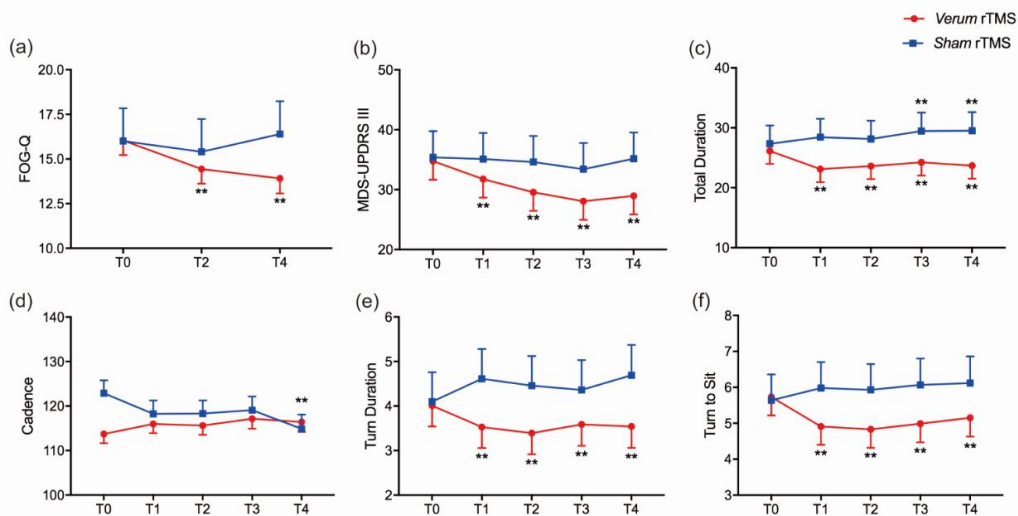 Verum rTMS
Sham rTMS
(a)
20.0
17.5
15.0
12.5
10.0
FOG-Q
T0 T2 T4
**
**
(b)
50
40
30
20
MDS-UPDRS III
T0 T1 T2 T3 T4
**
**
**
**
(c)
40
30
20
10
Total Duration
T0 T1 T2 T3 T4
** **
** ** ** **
(d)
140
130
120
110
100
Cadence
T0 T1 T2 T3 T4
**
(e)
6
5
4
3
2
Turn Duration
T0 T1 T2 T3 T4
** ** ** **
(f)
8
7
6
5
4
3
Turn to Sit
T0 T1 T2 T3 T4
** ** ** **